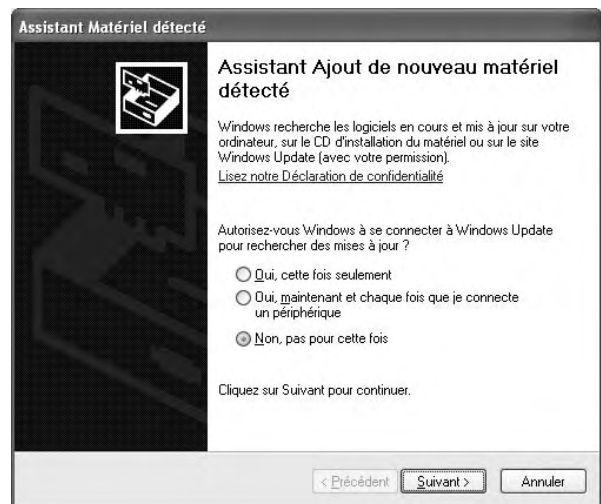 Assistant Matériel détecté
Assistant Ajout de nouveau matériel
détecté
Windows recherche les logiciels en cours et mis à jour sur votre
ordinateur, sur le CD d'installation du matériel ou sur le site
Windows Update (avec votre permission).
Lisez notre Déclaration de confidentialité
Autorisez-vous Windows à se connecter à Windows Update
pour rechercher des mises à jour ?
Oui, cette fois seulement
Oui, maintenant et chaque fois que je connecte
un périphérique
Non, pas pour cette fois
Cliquez sur Suivant pour continuer.
< Précédent Suivant > Annuler